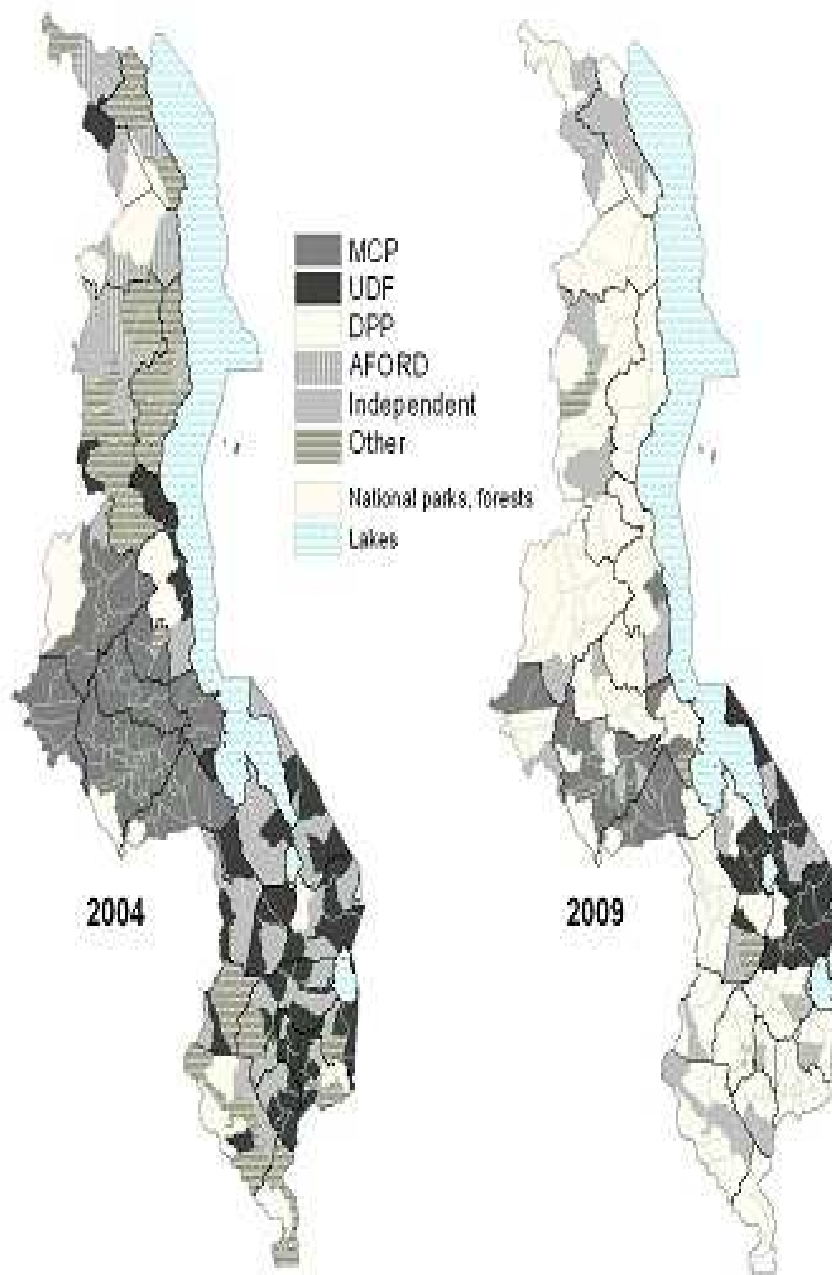 MCP
UDF
DPP
AFORD
Independent
Other
National parks, forests
Lakes
2004
2009